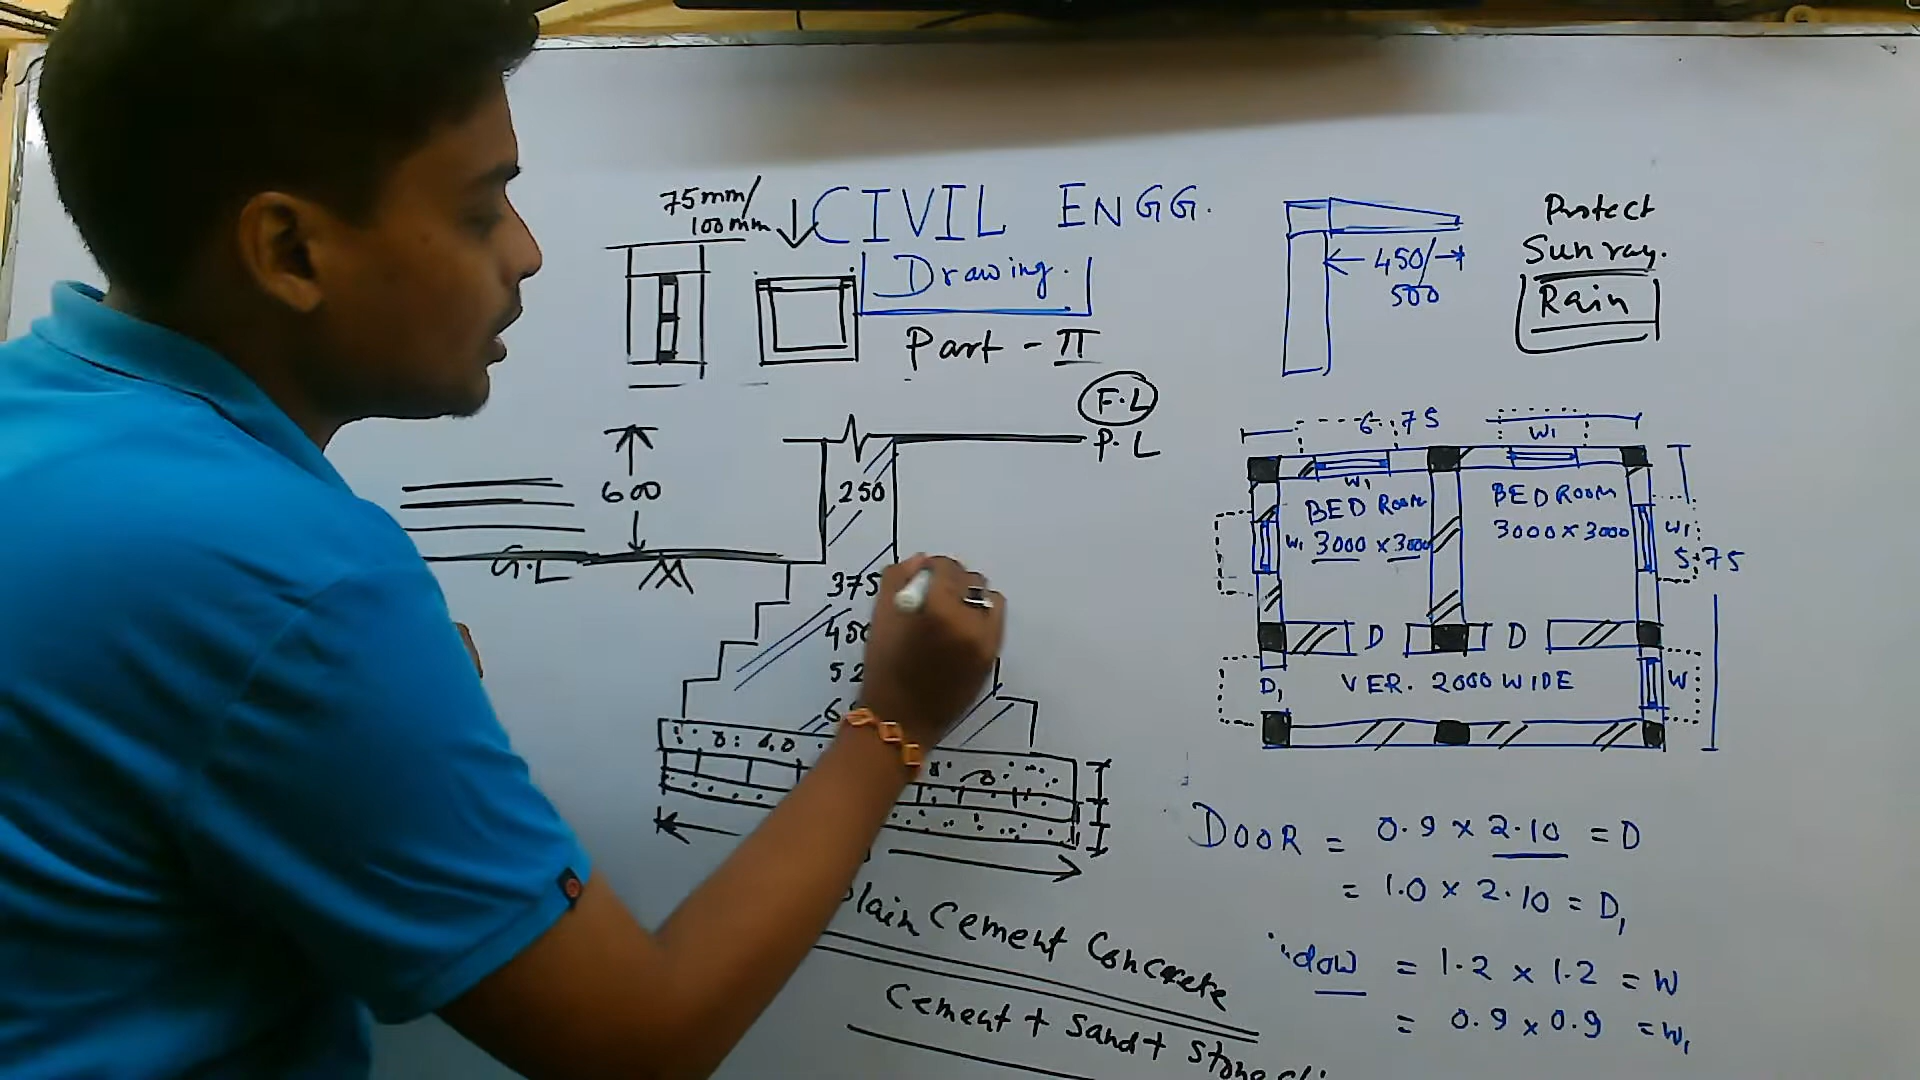 75mm/
100mm
CIVIL ENGG.
Drawing.
Part - II
450/
500
Protect
Sun ray.
Rain
F.L
P.L
600
G.L
250
375
450
6.75
W1
W1
BED ROOM
3000 x 3000
W1
BED ROOM
3000 x 3000
W1
5.75
D
D
D1
VER. 2000 WIDE
W
DOOR = 0.9 x 2.10 = D
= 1.0 x 2.10 = D1
= 1.2 x 1.2 = W
= 0.9 x 0.9 = W1
Cement Concrete
Cement + Sand +